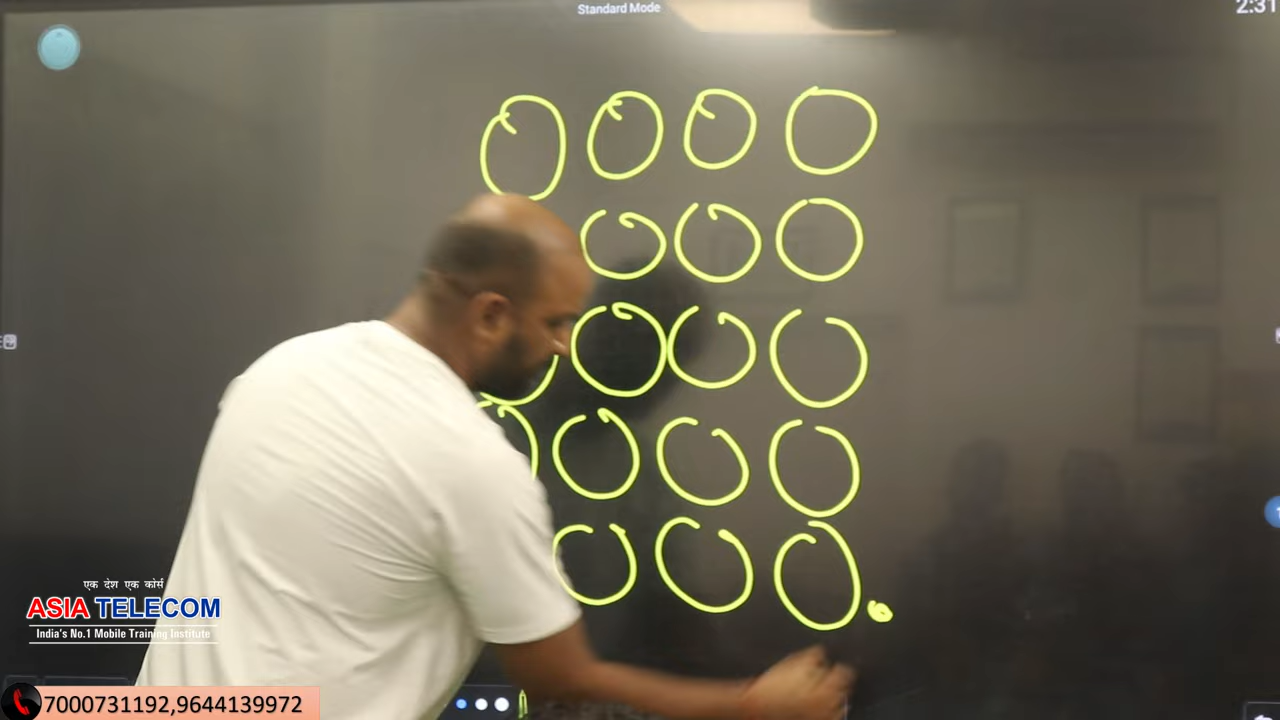 Standard Mode
2:31
एक देश एक कोर्स
ASIA TELECOM
India's No.1 Mobile Training Institute
7000731192,9644139972